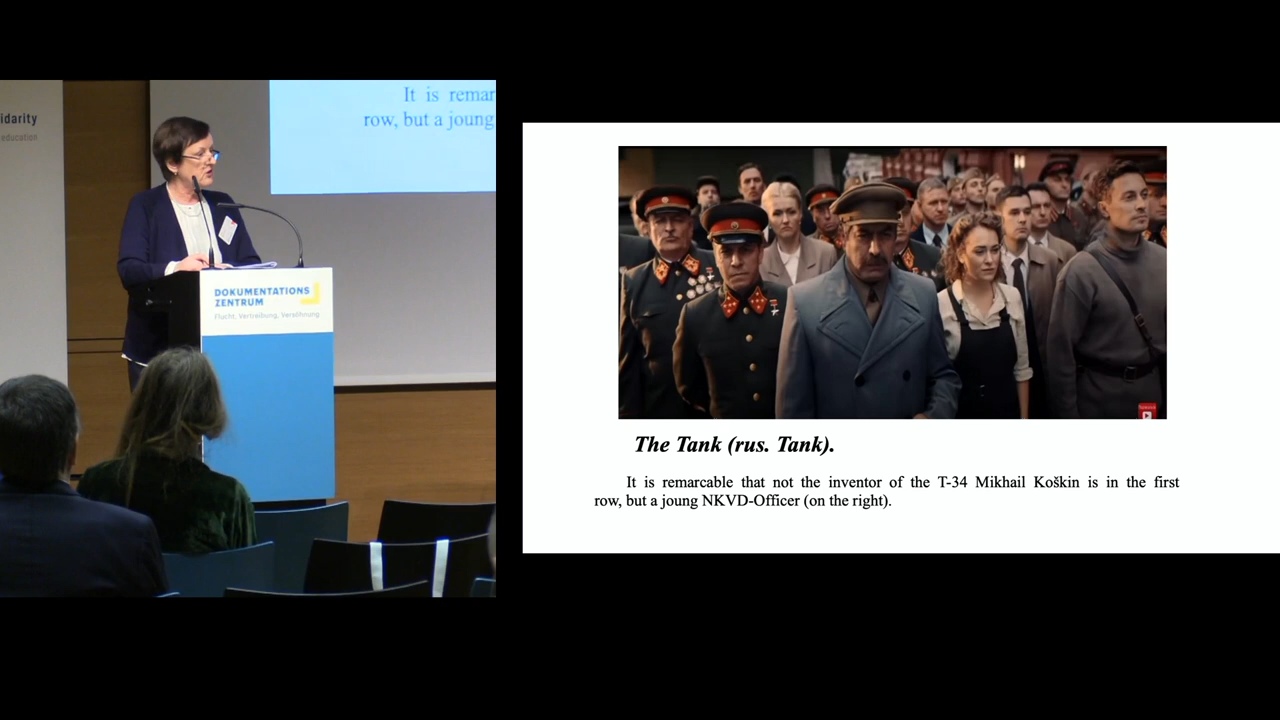 idarity
education
It is remar
row, but a joung
DOKUMENTATIONS
ZENTRUM
Flucht, Vertreibung, Versöhnung
The Tank (rus. Tank).
It is remarcable that not the inventor of the T-34 Mikhail Koškin is in the first
row, but a joung NKVD-Officer (on the right).